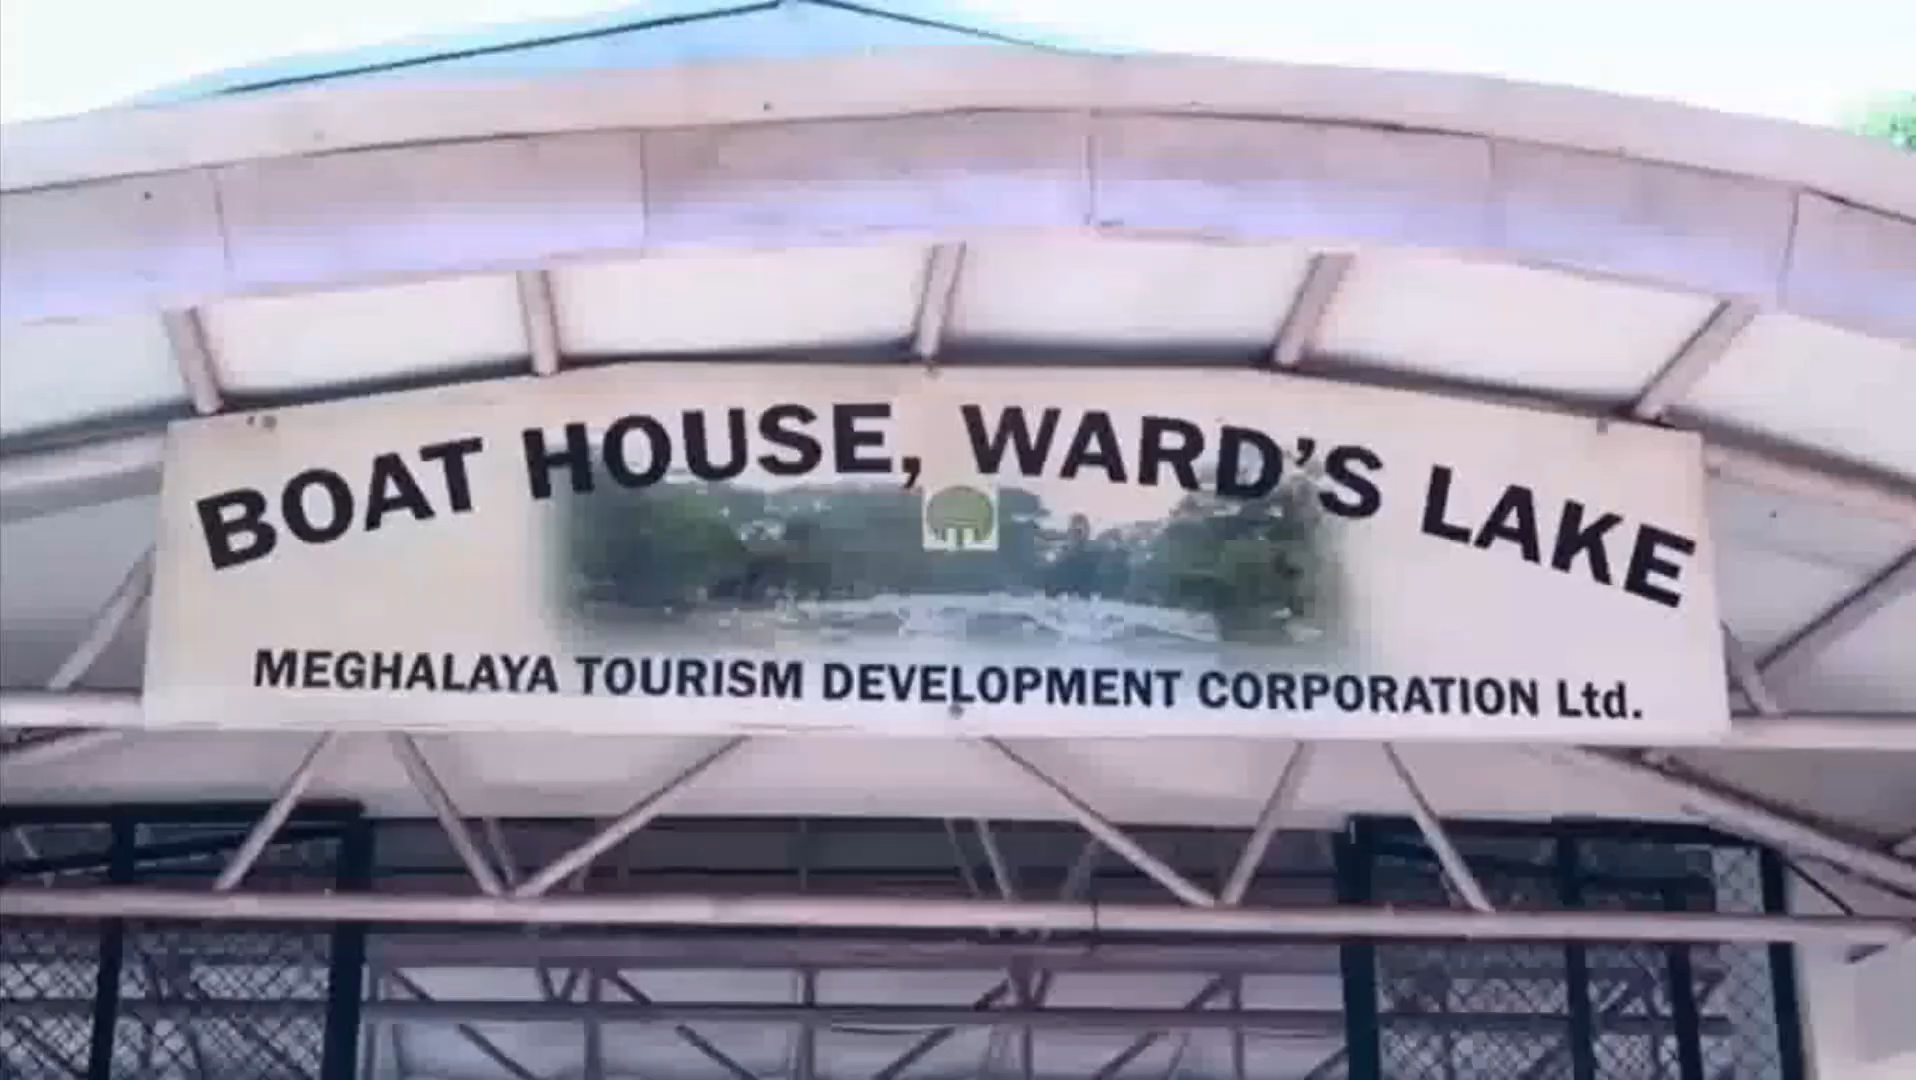 BOAT HOUSE, WARD'S LAKE
MEGHALAYA TOURISM DEVELOPMENT CORPORATION Ltd.